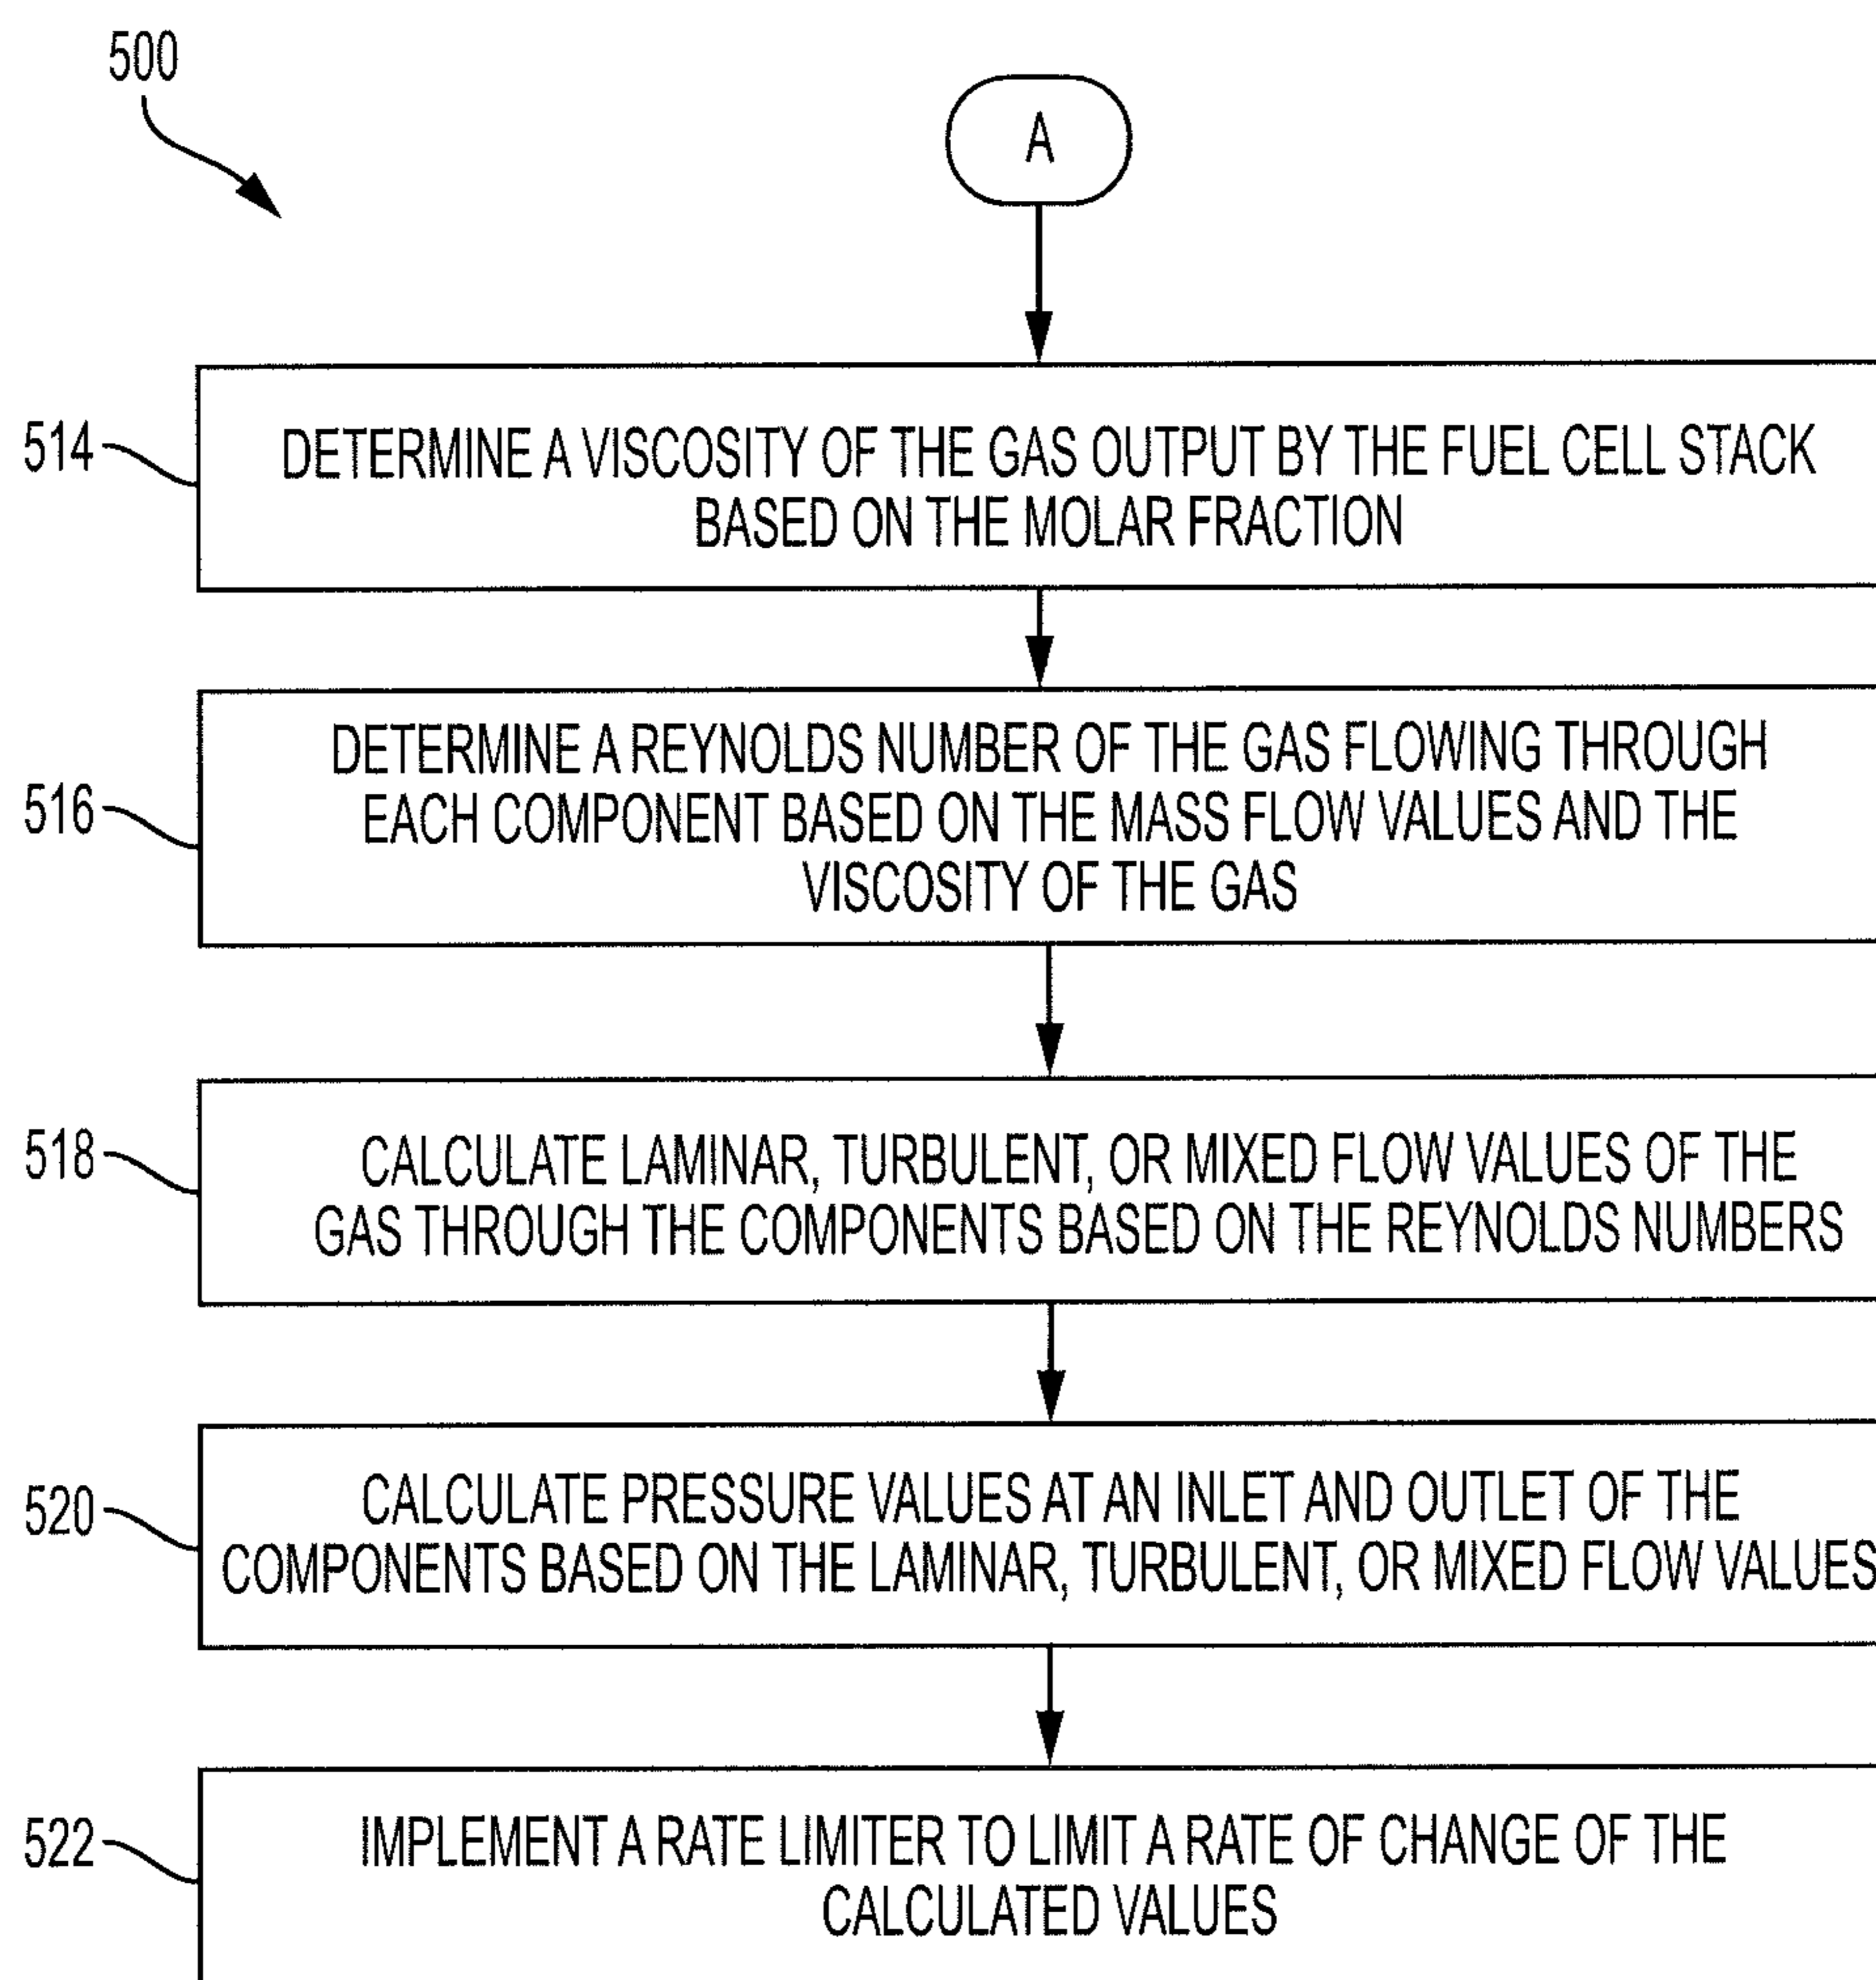 500
A
514
DETERMINE A VISCOSITY OF THE GAS OUTPUT BY THE FUEL CELL STACK
BASED ON THE MOLAR FRACTION
516
DETERMINE A REYNOLDS NUMBER OF THE GAS FLOWING THROUGH
EACH COMPONENT BASED ON THE MASS FLOW VALUES AND THE
VISCOSITY OF THE GAS
518
CALCULATE LAMINAR, TURBULENT, OR MIXED FLOW VALUES OF THE
GAS THROUGH THE COMPONENTS BASED ON THE REYNOLDS NUMBERS
520
CALCULATE PRESSURE VALUES AT AN INLET AND OUTLET OF THE
COMPONENTS BASED ON THE LAMINAR, TURBULENT, OR MIXED FLOW VALUES
522
IMPLEMENT A RATE LIMITER TO LIMIT A RATE OF CHANGE OF THE
CALCULATED VALUES